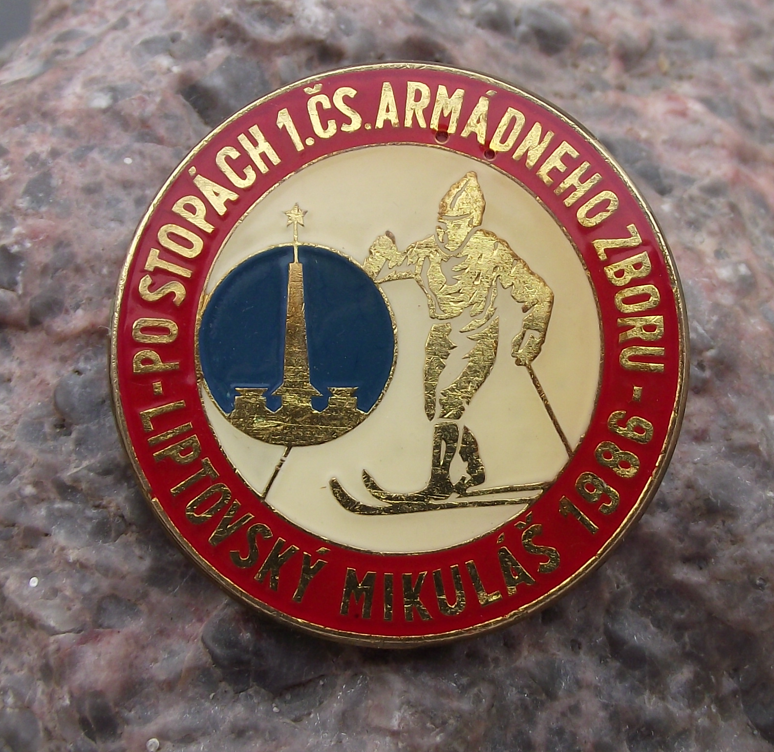 PO STOPÁCH 1.ČS.ARMÁDNEHO ZBORU -
LIPTOVSKÝ MIKULÁŠ 1986 -